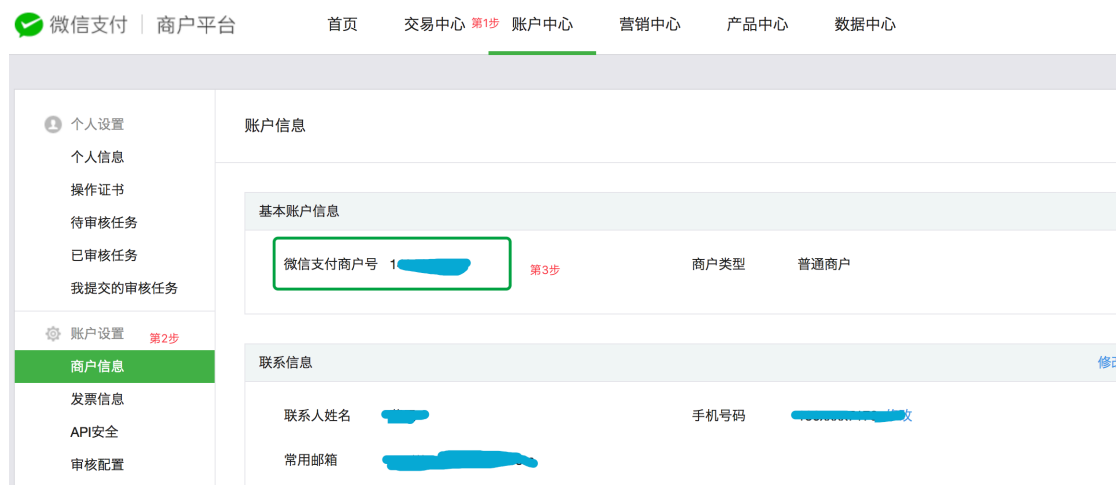 微信支付 商户平台 首页 交易中心 第1步 账户中心 营销中心 产品中心 数据中心
个人设置
个人信息
操作证书
待审核任务
已审核任务
我提交的审核任务
账户设置 第2步
商户信息
发票信息
API安全
审核配置
账户信息
基本账户信息
微信支付商户号 1 第3步 商户类型 普通商户
联系信息 修改
联系人姓名 手机号码
常用邮箱